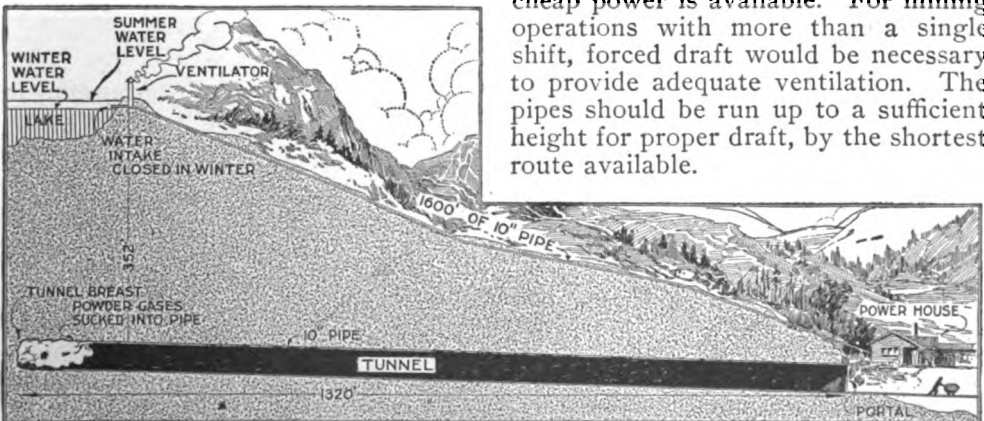 cheap power is available. For mining
operations with more than a single
shift, forced draft would be necessary
to provide adequate ventilation. The
pipes should be run up to a sufficient
height for proper draft, by the shortest
route available.
SUMMER
WATER
LEVEL
WINTER
WATER
LEVEL
VENTILATOR
LAKE
WATER
INTAKE
CLOSED IN WINTER
1600' OF 10" PIPE
352'
TUNNEL BREAST
POWDER GASES
SUCKED INTO PIPE
10" PIPE
POWER HOUSE
TUNNEL
1320'
PORTAL